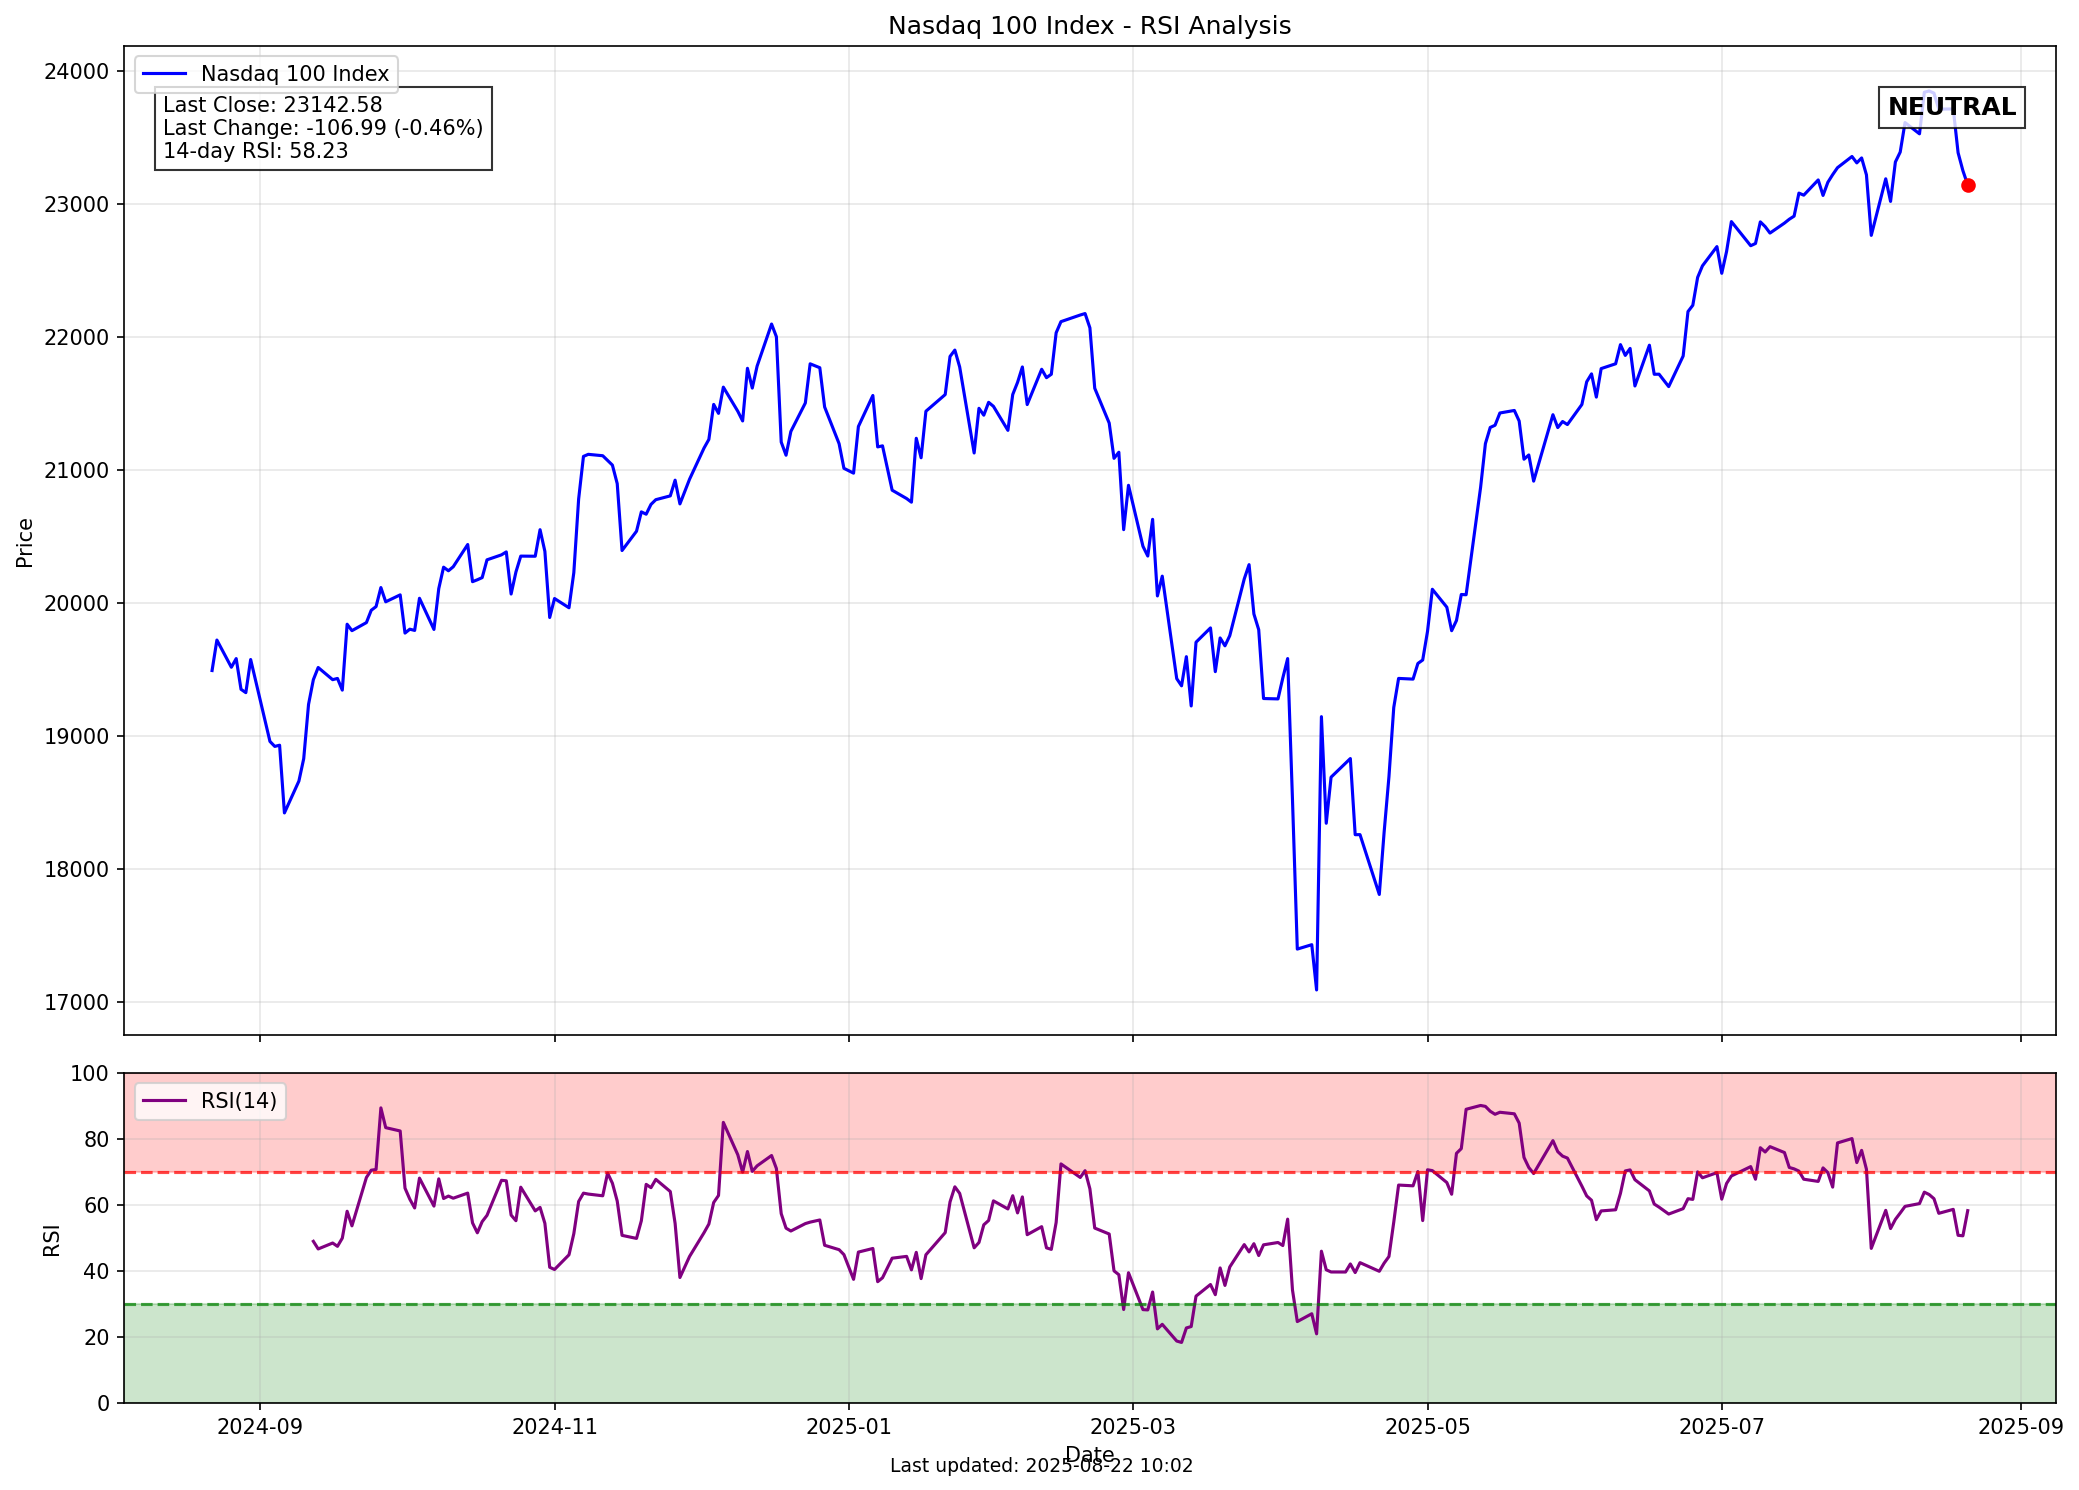 Nasdaq 100 Index - RSI Analysis
Nasdaq 100 Index
Last Close: 23142.58
Last Change: -106.99 (-0.46%)
14-day RSI: 58.23
NEUTRAL
Price
24000
23000
22000
21000
20000
19000
18000
17000
RSI(14)
RSI
100
80
60
40
20
0
2024-09
2024-11
2025-01
2025-03
2025-05
2025-07
2025-09
Date
Last updated: 2025-08-22 10:02